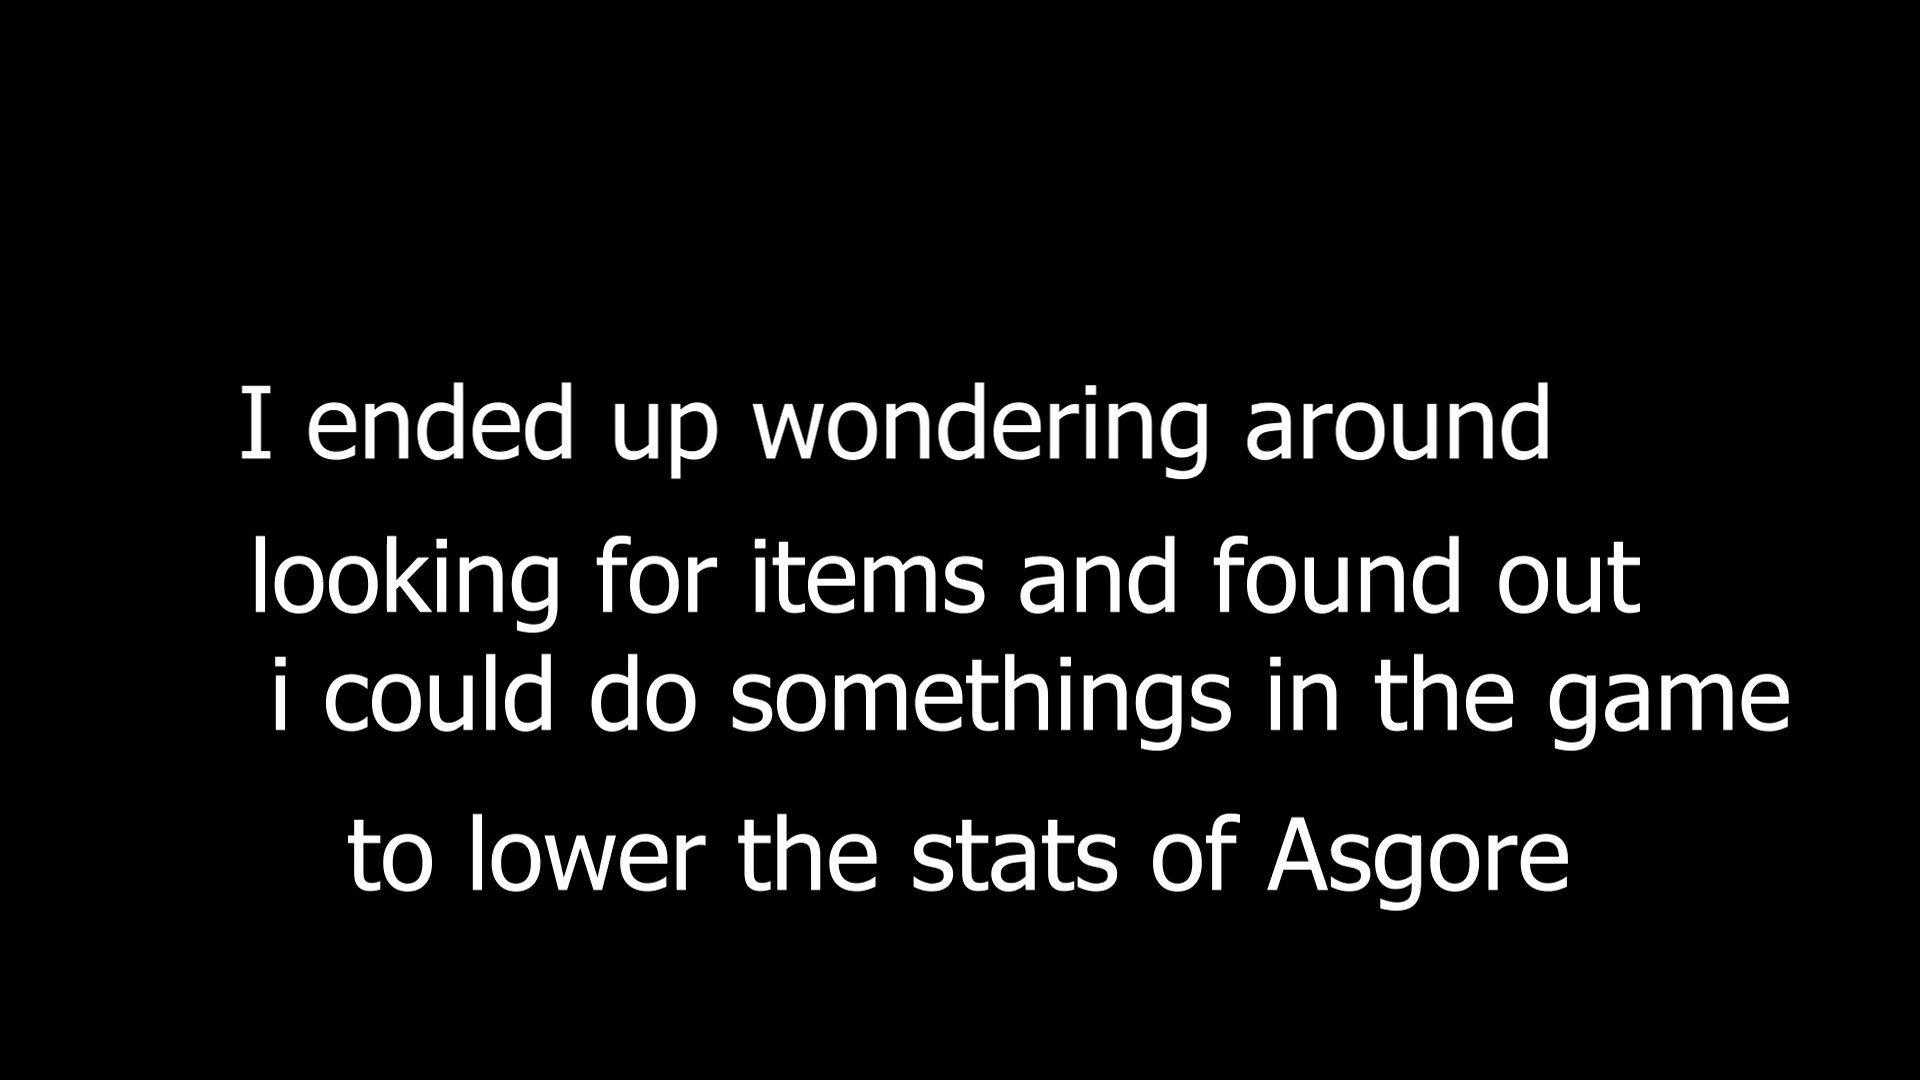 I ended up wondering around
looking for items and found out
i could do somethings in the game
to lower the stats of Asgore